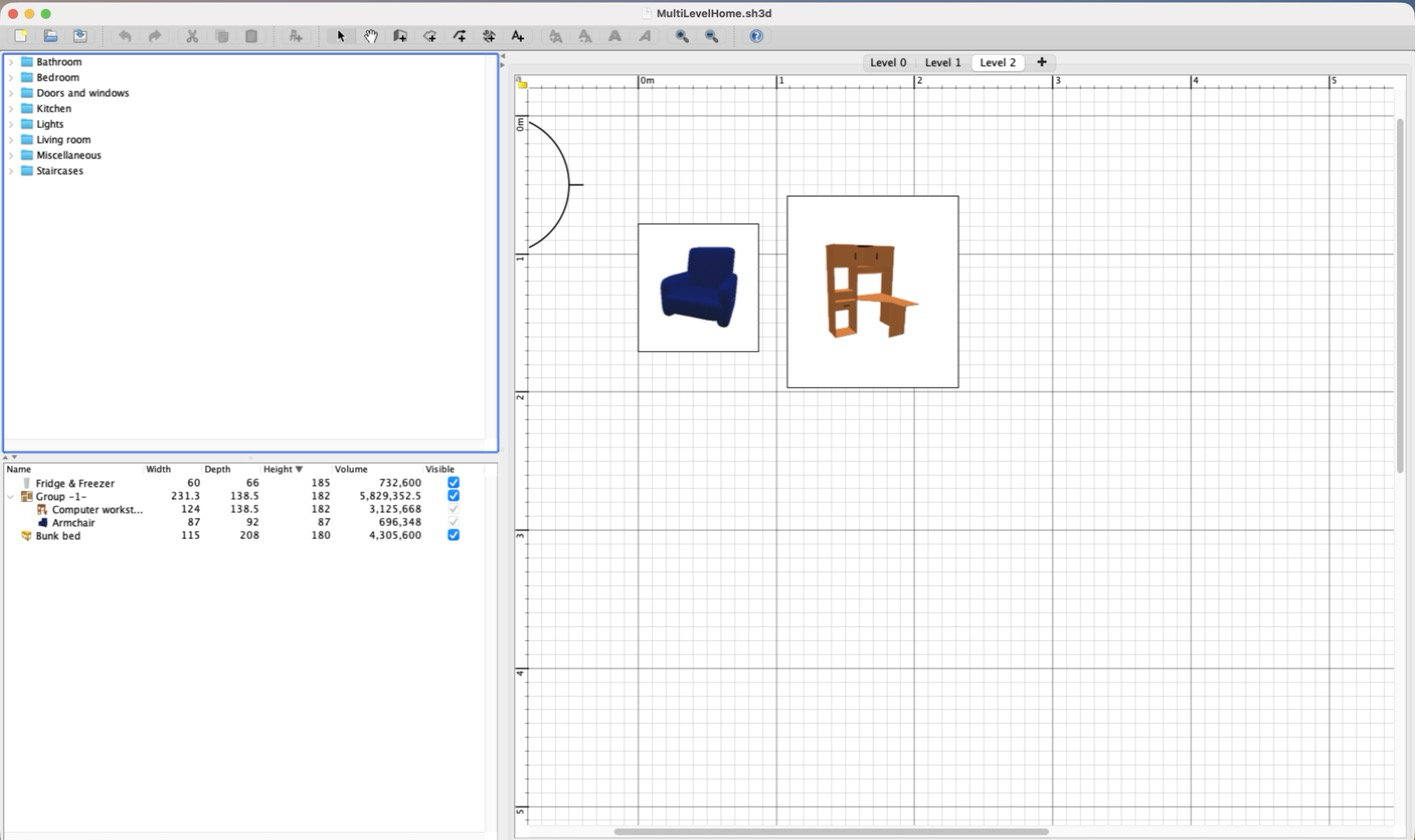 MultiLevelHome.sh3d
Bathroom
Bedroom
Doors and windows
Kitchen
Lights
Living room
Miscellaneous
Staircases
Level 0 Level 1 Level 2 +
0m 1 2 3 4 5
0m
1
2
3
4
5
Name Width Depth Height ▼ Volume Visible
Fridge & Freezer 60 66 185 732,600
Group -1- 231.3 138.5 182 5,829,352.5
Computer workst... 124 138.5 182 3,125,668
Armchair 87 92 87 696,348
Bunk bed 115 208 180 4,305,600